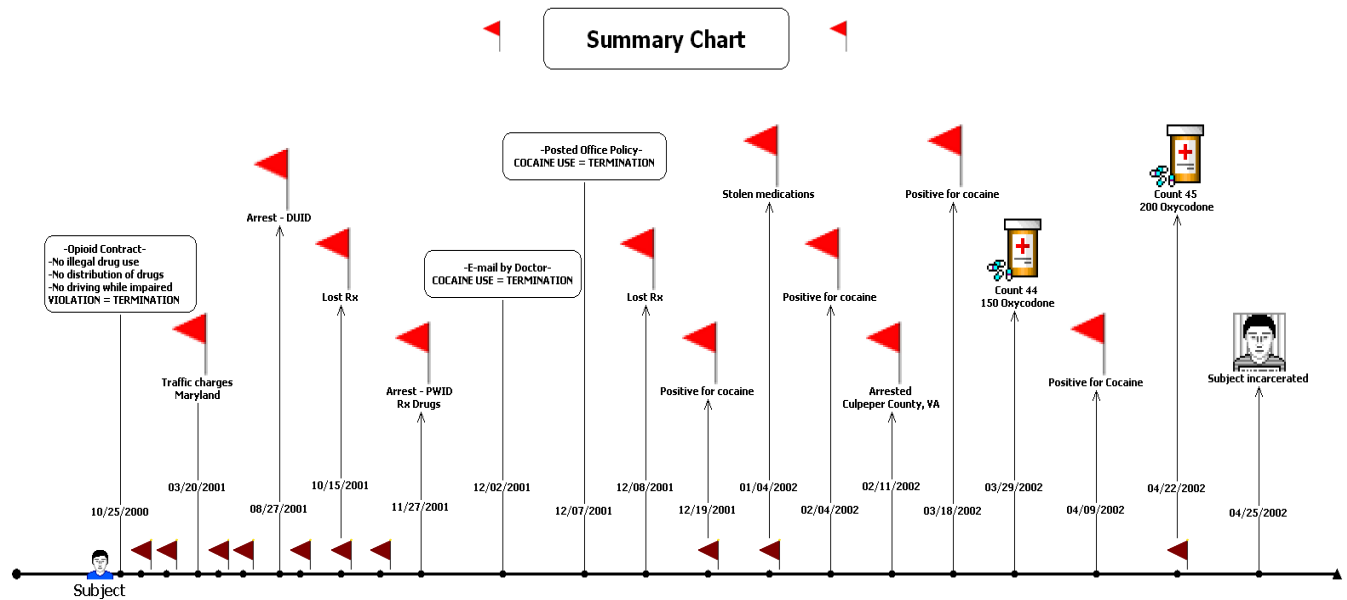 Summary Chart
-Opioid Contract-
-No illegal drug use
-No distribution of drugs
-No driving while impaired
VIOLATION = TERMINATION
10/25/2000
Traffic charges
Maryland
03/20/2001
Arrest - DUID
08/27/2001
Lost Rx
10/15/2001
Arrest - PWID
Rx Drugs
11/27/2001
-E-mail by Doctor-
COCAINE USE = TERMINATION
12/02/2001
-Posted Office Policy-
COCAINE USE = TERMINATION
12/07/2001
Lost Rx
12/08/2001
Positive for cocaine
12/19/2001
Stolen medications
01/04/2002
Positive for cocaine
02/04/2002
Arrested
Culpeper County, VA
02/11/2002
Positive for cocaine
03/18/2002
Count 44
150 Oxycodone
03/29/2002
Positive for Cocaine
04/09/2002
Count 45
200 Oxycodone
04/22/2002
Subject incarcerated
04/25/2002
Subject